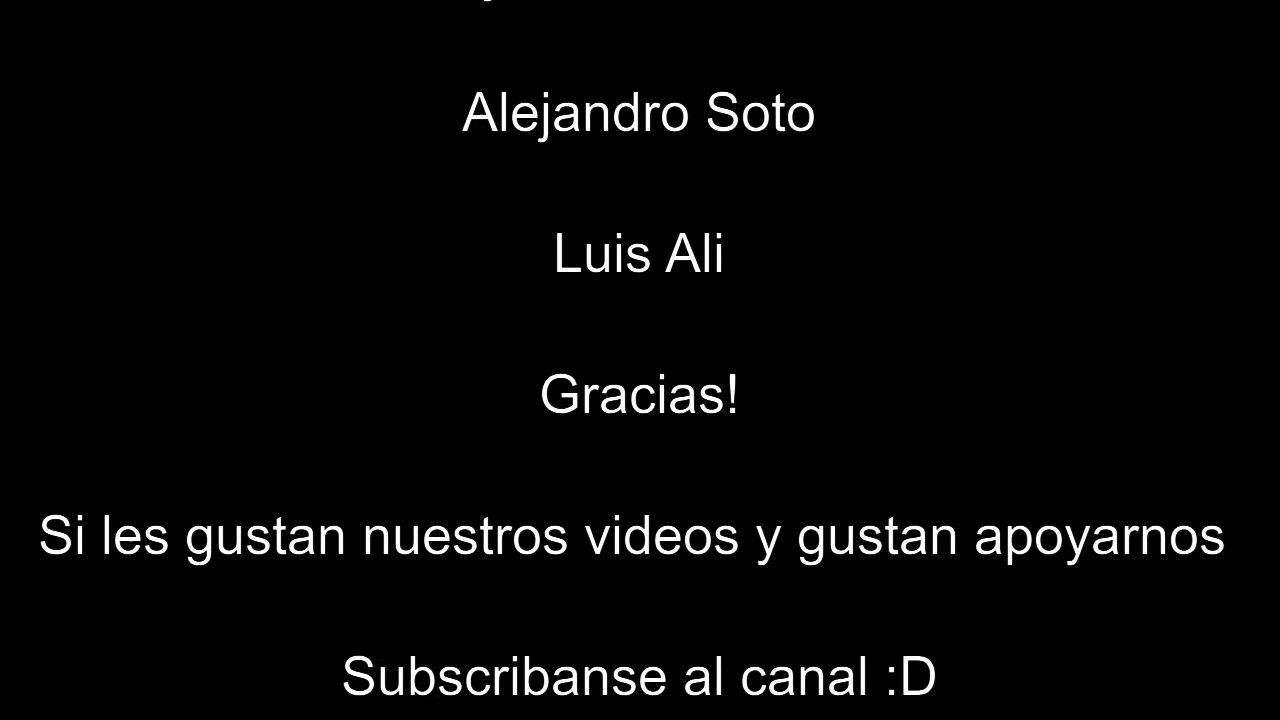 Alejandro Soto
Luis Ali
Gracias!
Si les gustan nuestros videos y gustan apoyarnos
Subscribanse al canal :D